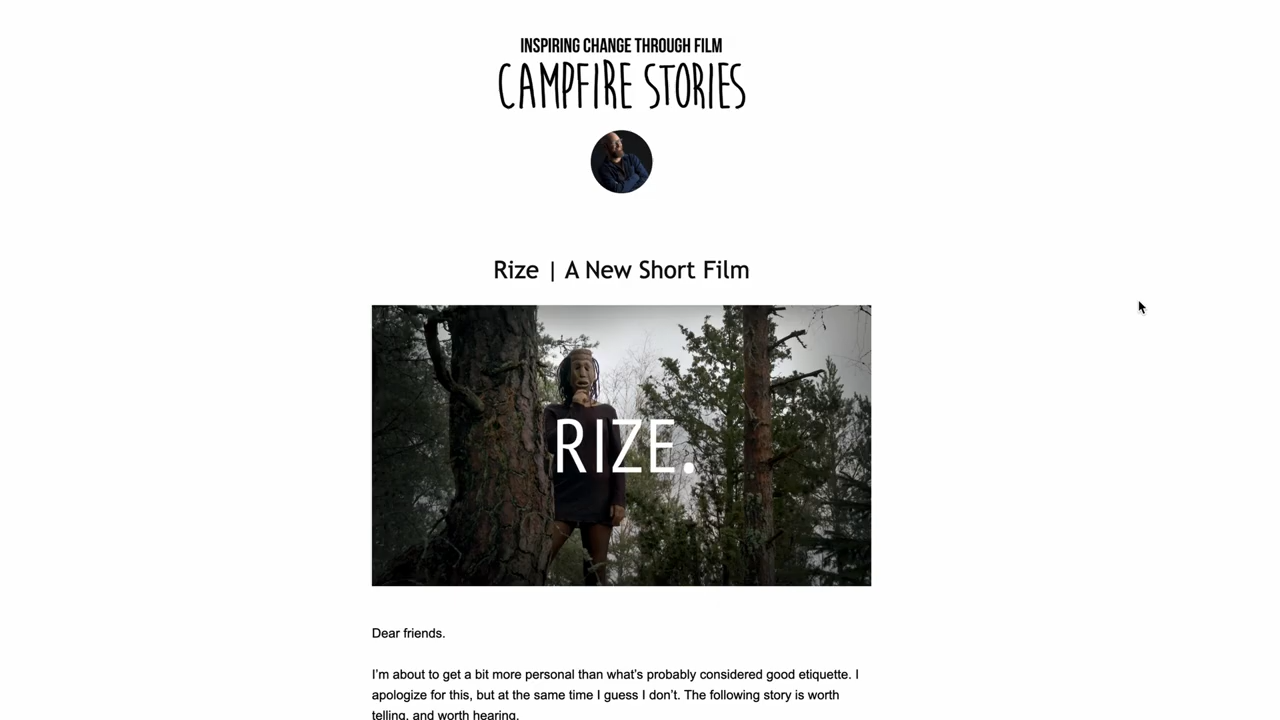 INSPIRING CHANGE THROUGH FILM
CAMPFIRE STORIES
Rize | A New Short Film
RIZE.
Dear friends.
I’m about to get a bit more personal than what’s probably considered good etiquette. I
apologize for this, but at the same time I guess I don’t. The following story is worth
telling, and worth hearing.